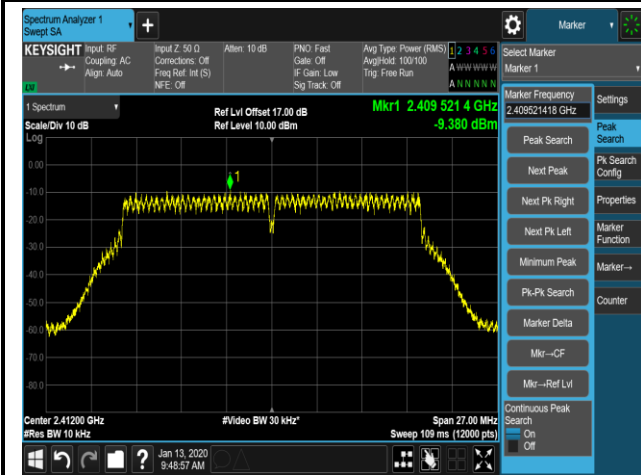 Spectrum Analyzer 1
Swept SA
+
Marker
KEYSIGHT
Input: RF
Coupling: AC
Align: Auto
Input Z: 50 Ω
Corrections: Off
Freq Ref: Int (S)
NFE: Off
Atten: 10 dB
PNO: Fast
Gate: Off
IF Gain: Low
Sig Track: Off
Avg Type: Power (RMS)
Avg|Hold: 100/100
Trig: Free Run
1 2 3 4 5 6
A W W W W W
A N N N N N
Select Marker
Marker 1
1 Spectrum
Scale/Div 10 dB
Log
Ref Lvl Offset 17.00 dB
Ref Level 10.00 dBm
Mkr1 2.409 521 4 GHz
-9.380 dBm
1
0.00
-10.0
-20.0
-30.0
-40.0
-50.0
-60.0
-70.0
-80.0
Center 2.41200 GHz
#Res BW 10 kHz
#Video BW 30 kHz*
Span 27.00 MHz
Sweep 109 ms (12000 pts)
Marker Frequency
2.409521418 GHz
Peak Search
Next Peak
Next Pk Right
Next Pk Left
Minimum Peak
Pk-Pk Search
Marker Delta
Mkr→CF
Mkr→Ref Lvl
Continuous Peak
Search
On
Off
Settings
Peak
Search
Pk Search
Config
Properties
Marker
Function
Marker→
Counter
?
Jan 13, 2020
9:48:57 AM